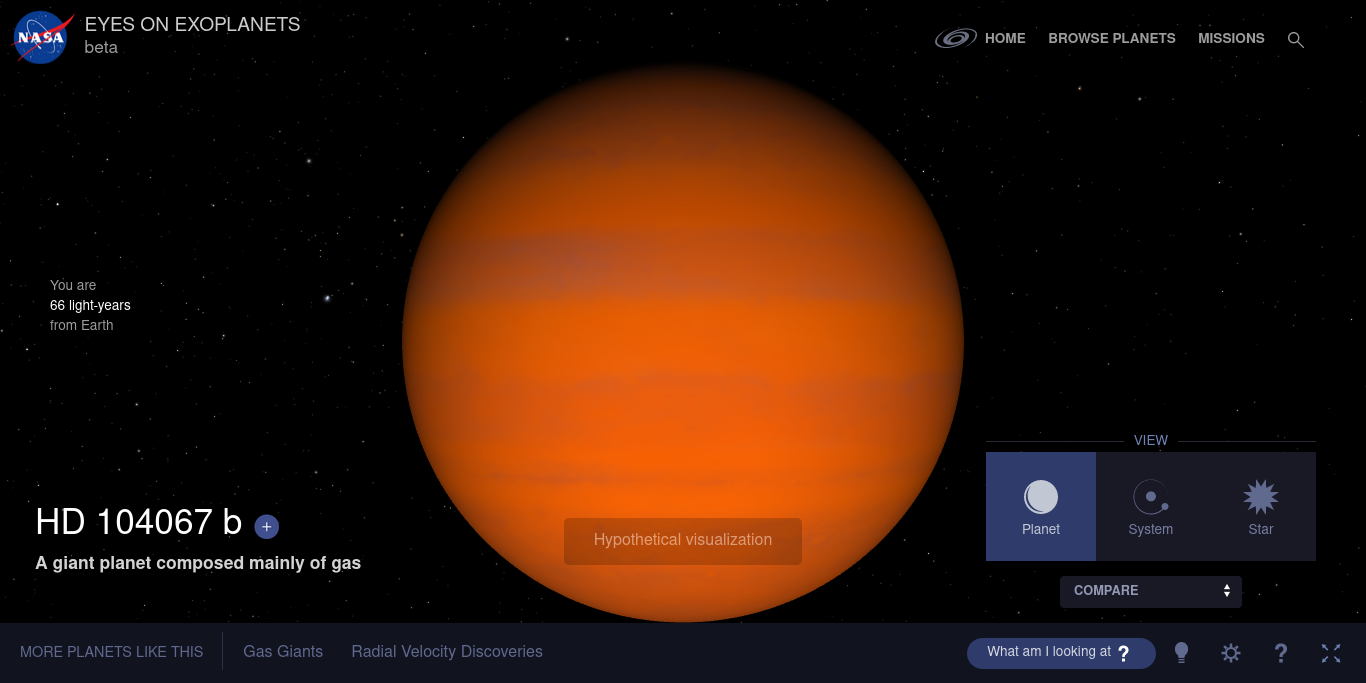 NASA
EYES ON EXOPLANETS
beta
HOME
BROWSE PLANETS
MISSIONS
You are
66 light-years
from Earth
VIEW
Planet
System
Star
HD 104067 b +
A giant planet composed mainly of gas
Hypothetical visualization
COMPARE
MORE PLANETS LIKE THIS
Gas Giants
Radial Velocity Discoveries
What am I looking at ?
?